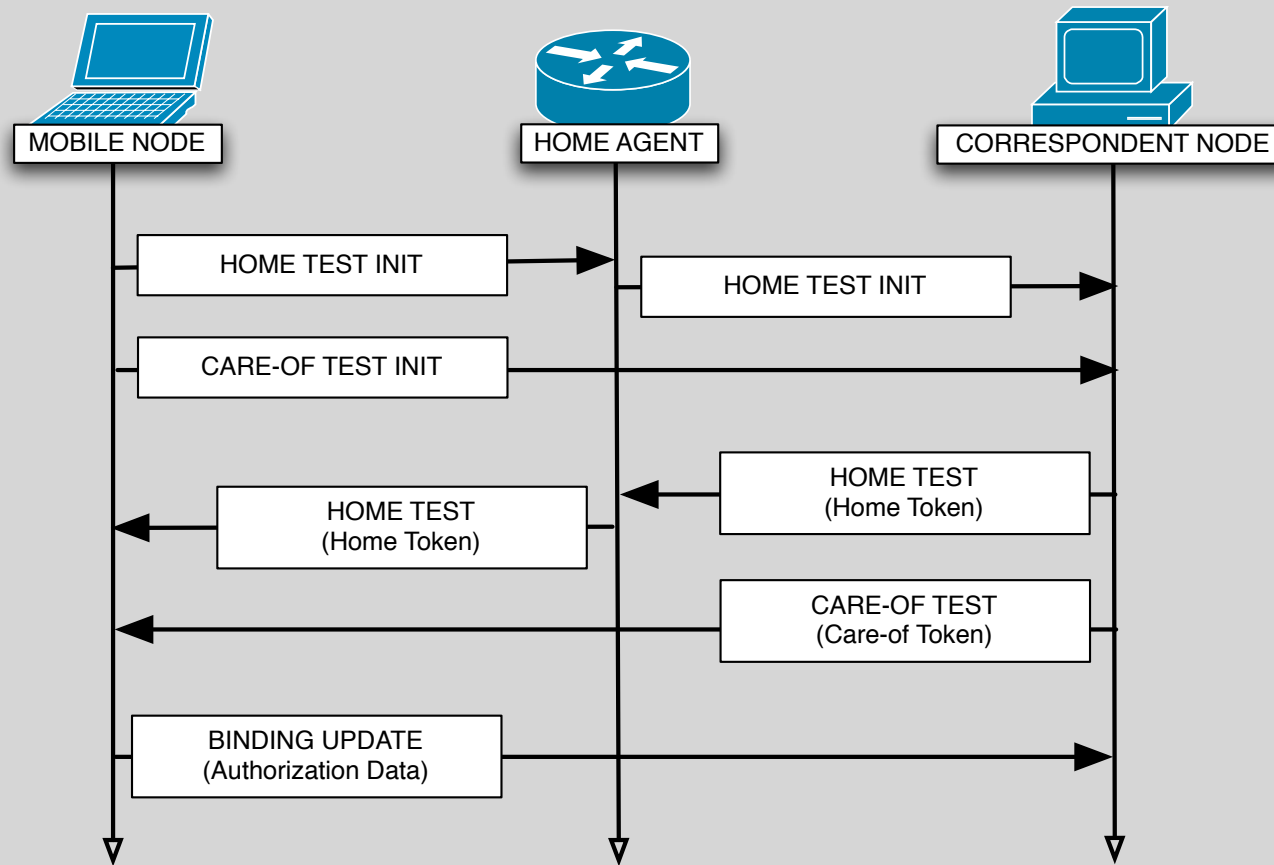 MOBILE NODE
HOME AGENT
CORRESPONDENT NODE
HOME TEST INIT
HOME TEST INIT
CARE-OF TEST INIT
HOME TEST
(Home Token)
HOME TEST
(Home Token)
CARE-OF TEST
(Care-of Token)
BINDING UPDATE
(Authorization Data)